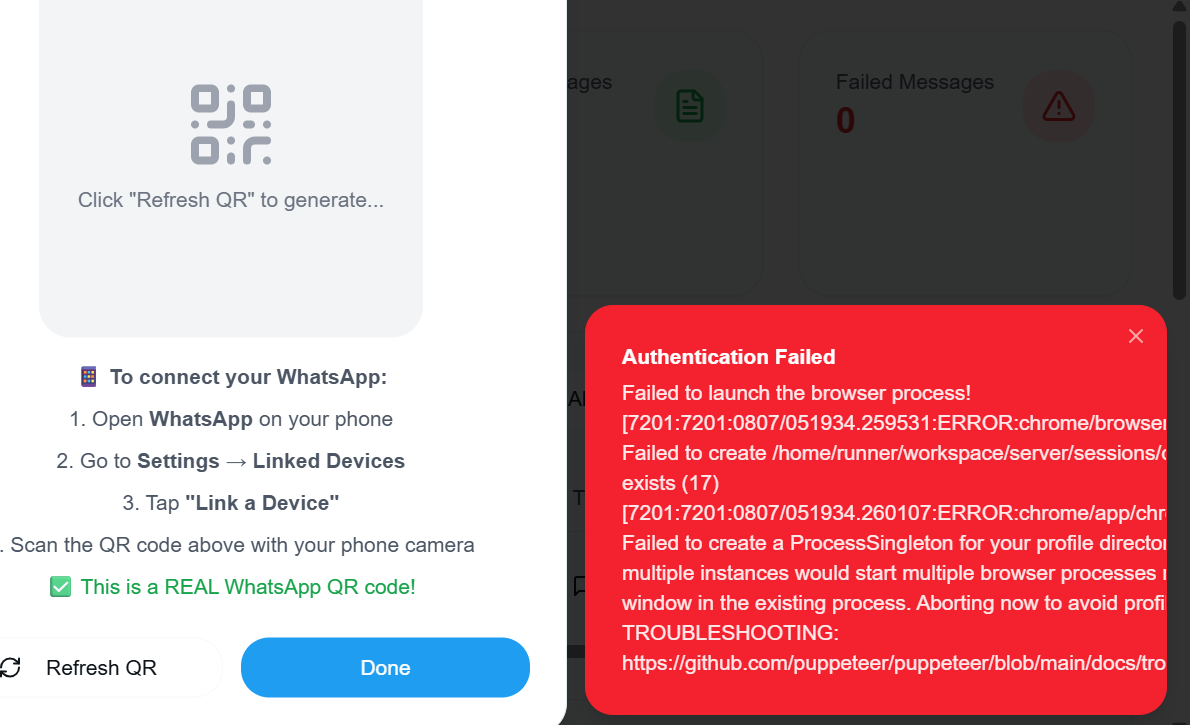 Click "Refresh QR" to generate...
To connect your WhatsApp:
1. Open WhatsApp on your phone
2. Go to Settings → Linked Devices
3. Tap "Link a Device"
. Scan the QR code above with your phone camera
✅ This is a REAL WhatsApp QR code!
Refresh QR
Done
ages
Failed Messages
0
Authentication Failed
Failed to launch the browser process!
[7201:7201:0807/051934.259531:ERROR:chrome/browser
Failed to create /home/runner/workspace/server/sessions/
exists (17)
[7201:7201:0807/051934.260107:ERROR:chrome/app/chr
Failed to create a ProcessSingleton for your profile director
multiple instances would start multiple browser processes
window in the existing process. Aborting now to avoid profi
TROUBLESHOOTING:
https://github.com/puppeteer/puppeteer/blob/main/docs/tro